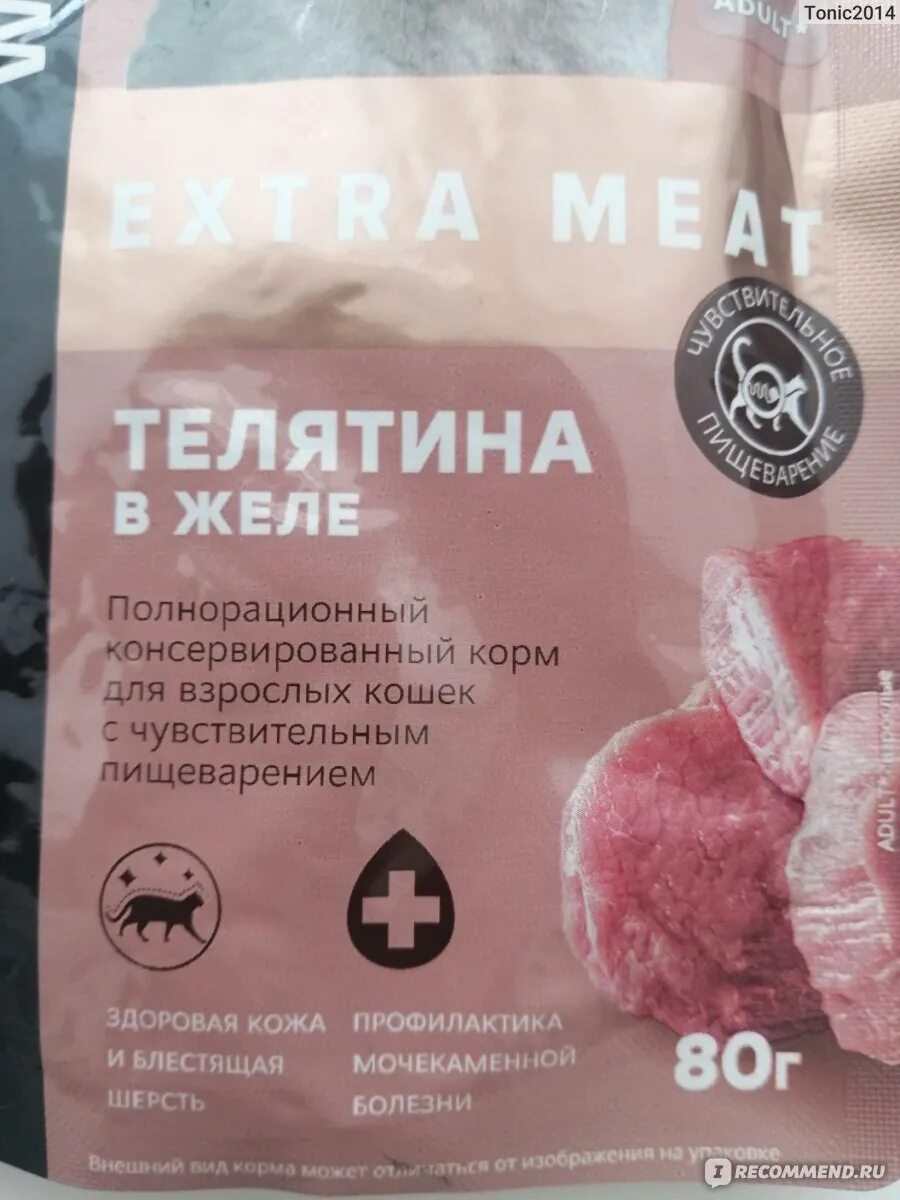 Tonic2014
ADULT
EXTRA MEAT
ЧУВСТВИТЕЛЬНОЕ
ПИЩЕВАРЕНИЕ
ТЕЛЯТИНА
В ЖЕЛЕ
Полнорационный
консервированный корм
для взрослых кошек
с чувствительным
пищеварением
ЗДОРОВАЯ КОЖА
И БЛЕСТЯЩАЯ
ШЕРСТЬ
ПРОФИЛАКТИКА
МОЧЕКАМЕННОЙ
БОЛЕЗНИ
80г
ADULT
Внешний вид корма может отличаться от изображения на упаковке
IRECOMMEND.RU